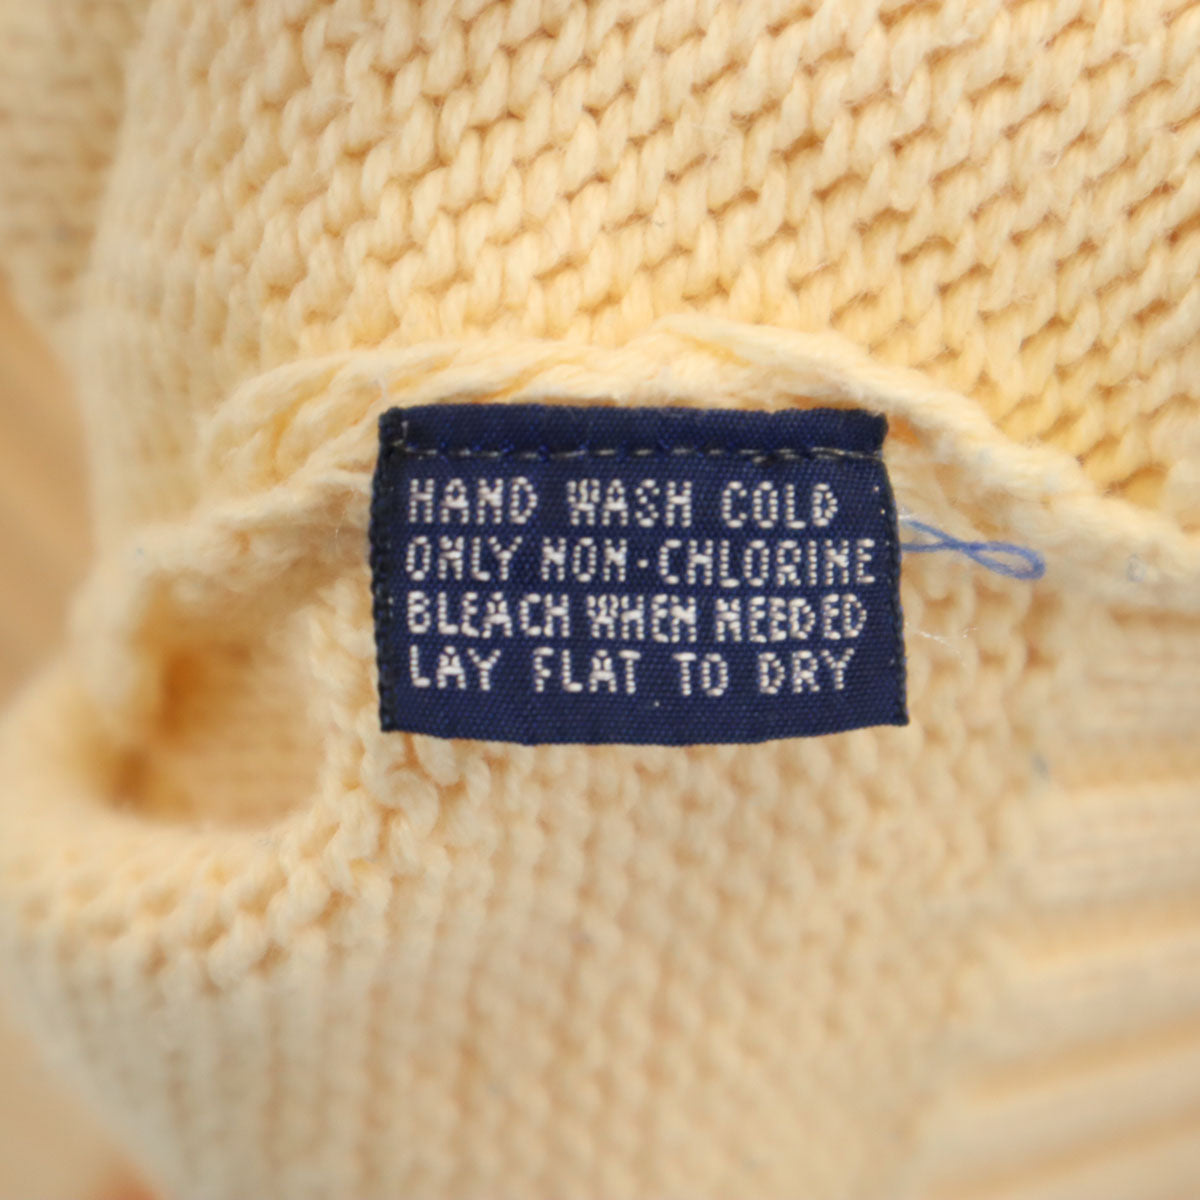 HAND WASH COLD
ONLY NON-CHLORINE
BLEACH WHEN NEEDED
LAY FLAT TO DRY